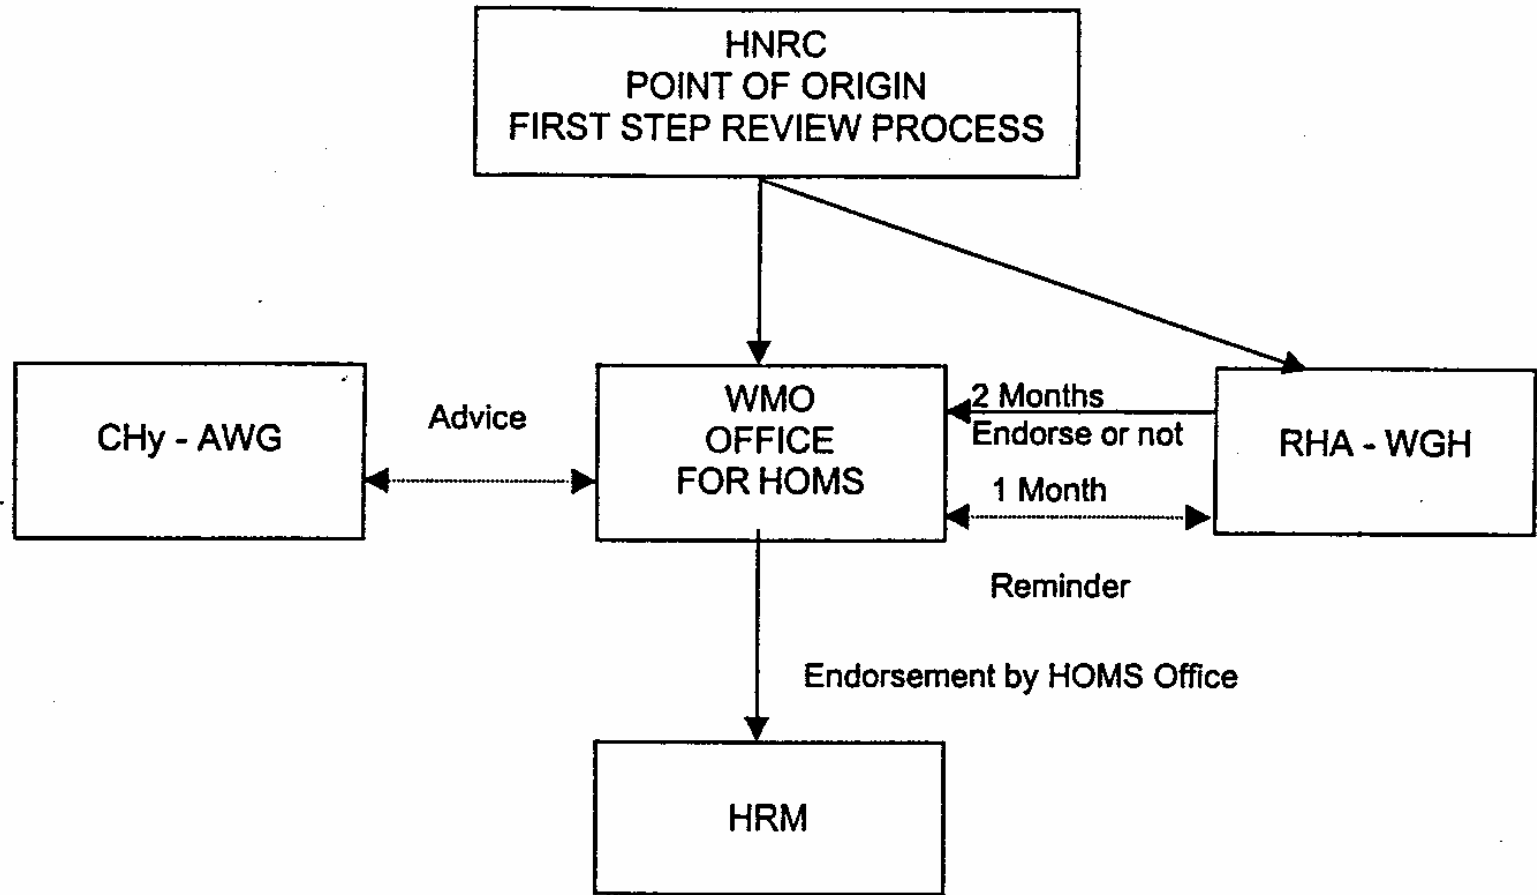 HNRC
POINT OF ORIGIN
FIRST STEP REVIEW PROCESS
CHy - AWG
Advice
WMO
OFFICE
FOR HOMS
2 Months
Endorse or not
1 Month
Reminder
RHA - WGH
Endorsement by HOMS Office
HRM